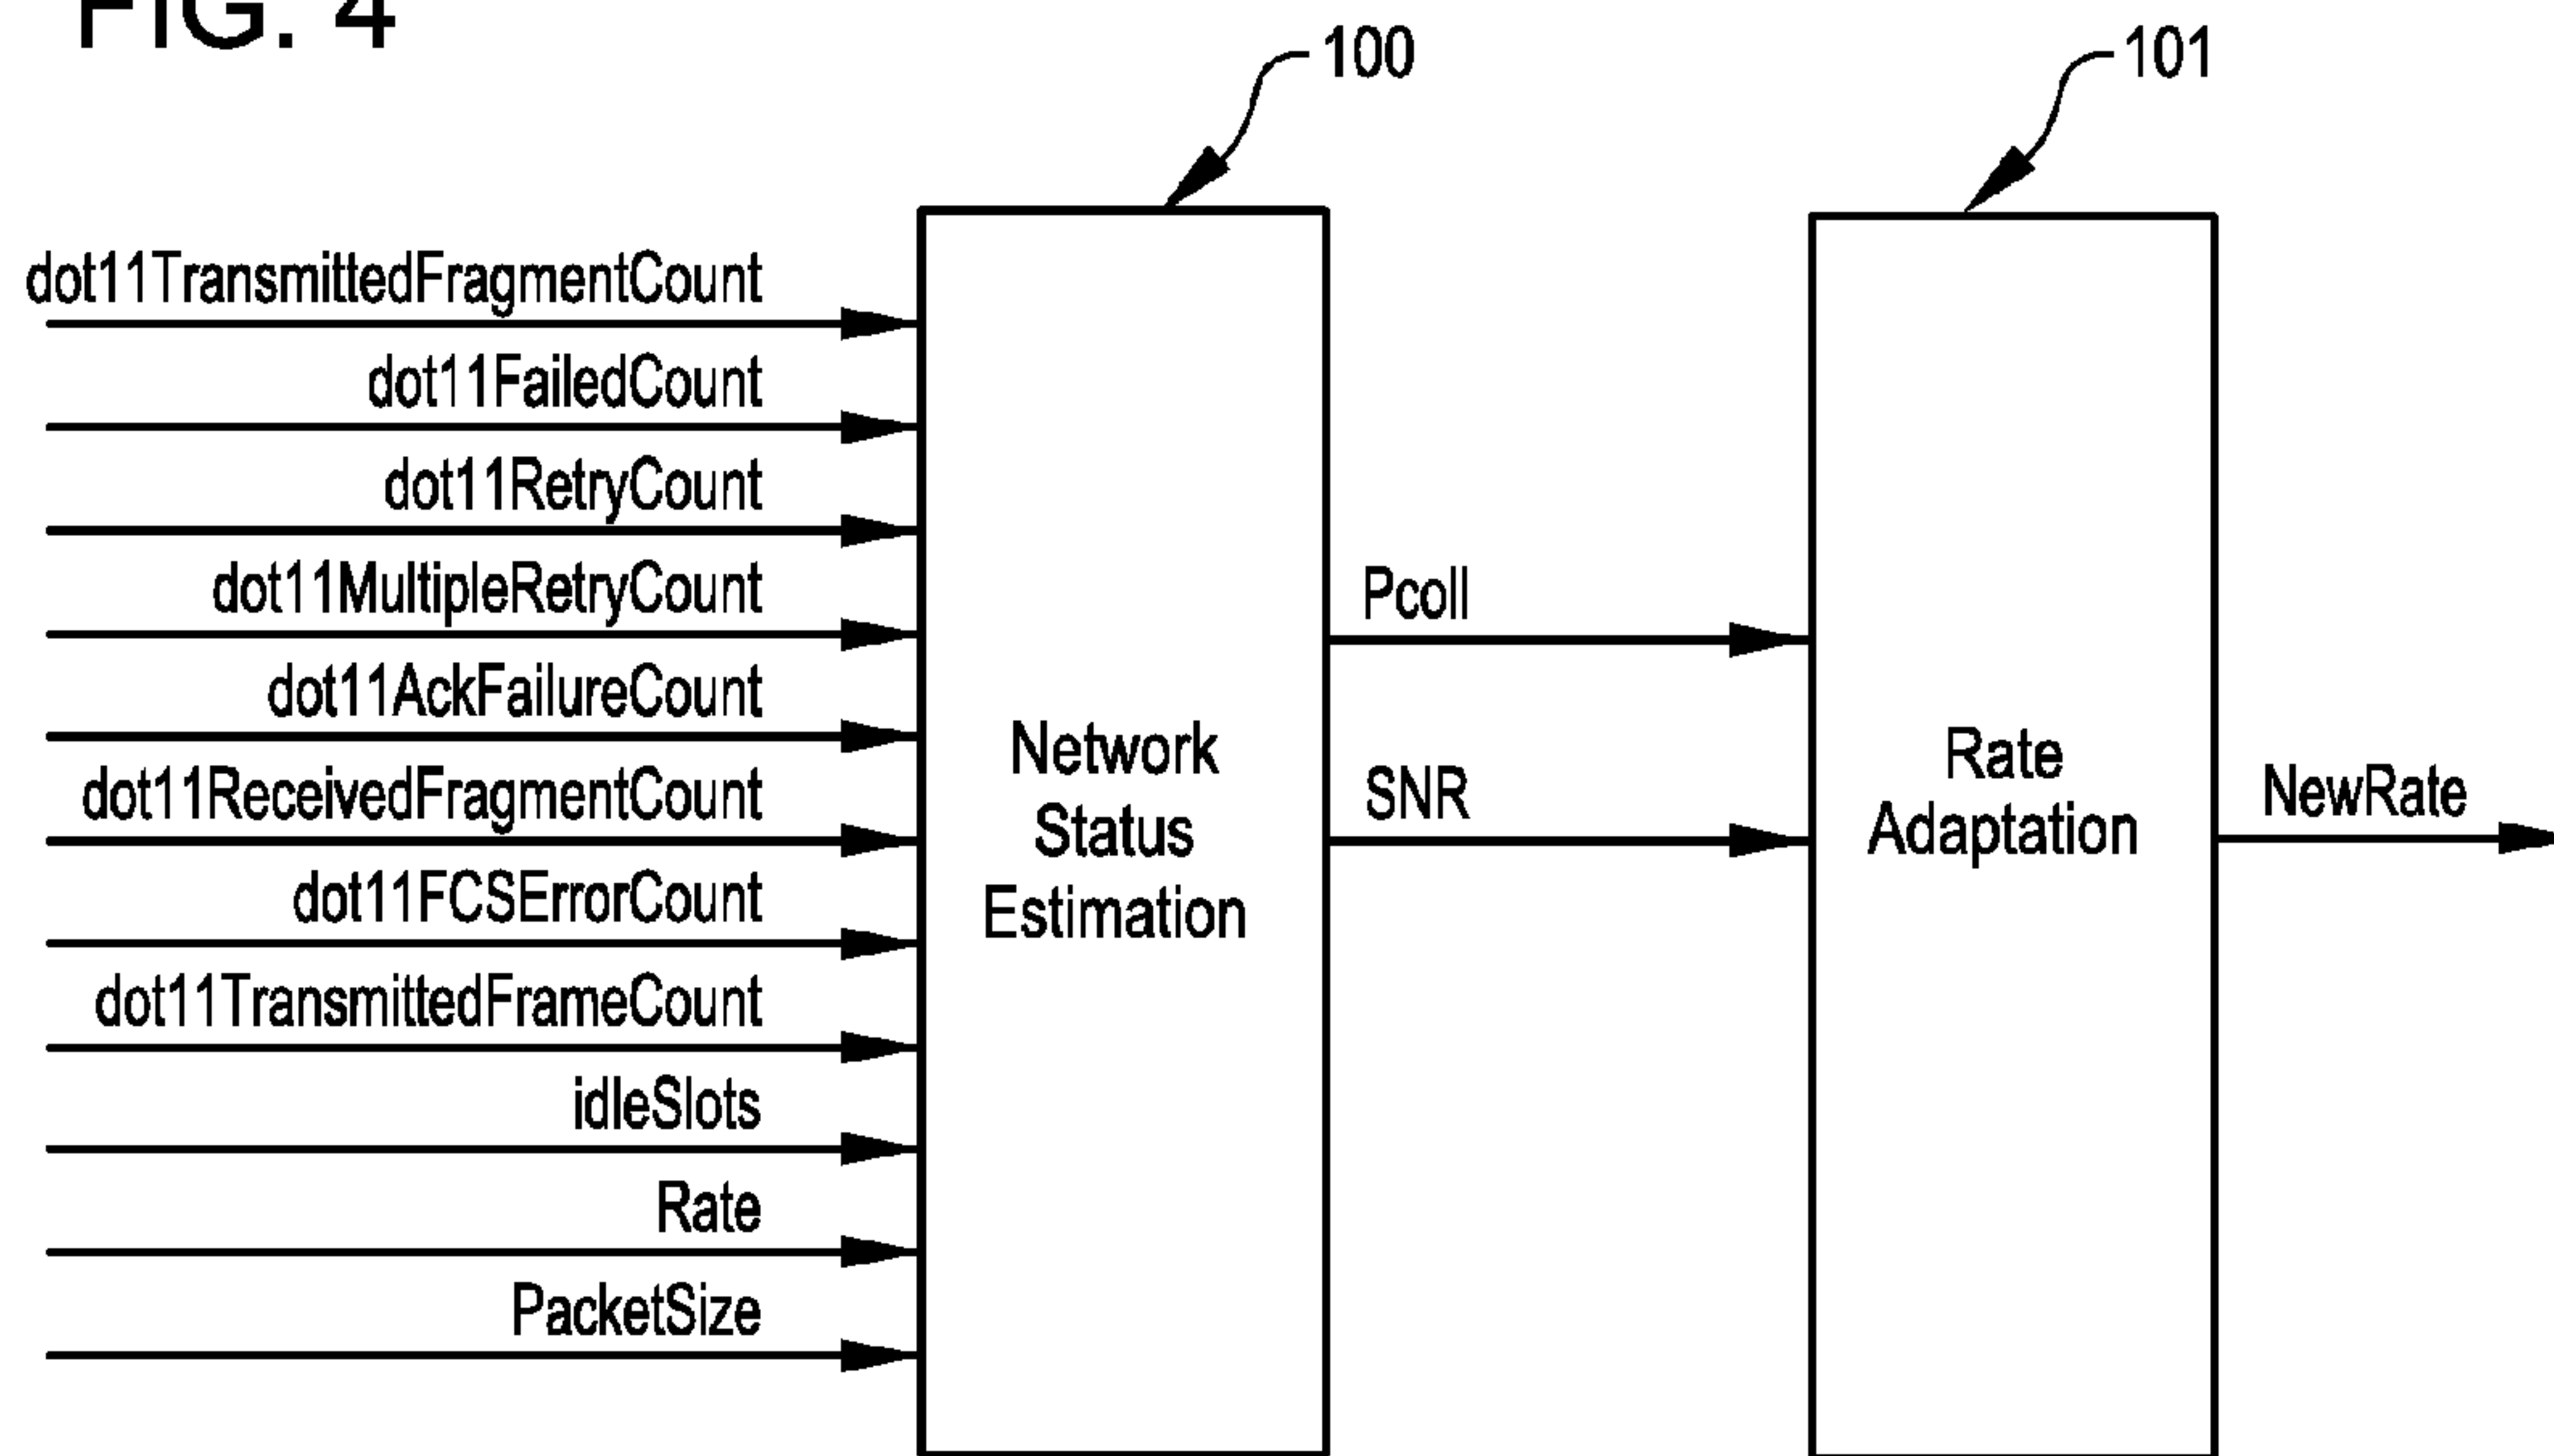 FIG. 4
100
101
dot11TransmittedFragmentCount
dot11FailedCount
dot11RetryCount
dot11MultipleRetryCount
dot11AckFailureCount
dot11ReceivedFragmentCount
dot11FCSErrorCount
dot11TransmittedFrameCount
idleSlots
Rate
PacketSize
Network
Status
Estimation
Pcoll
SNR
Rate
Adaptation
NewRate